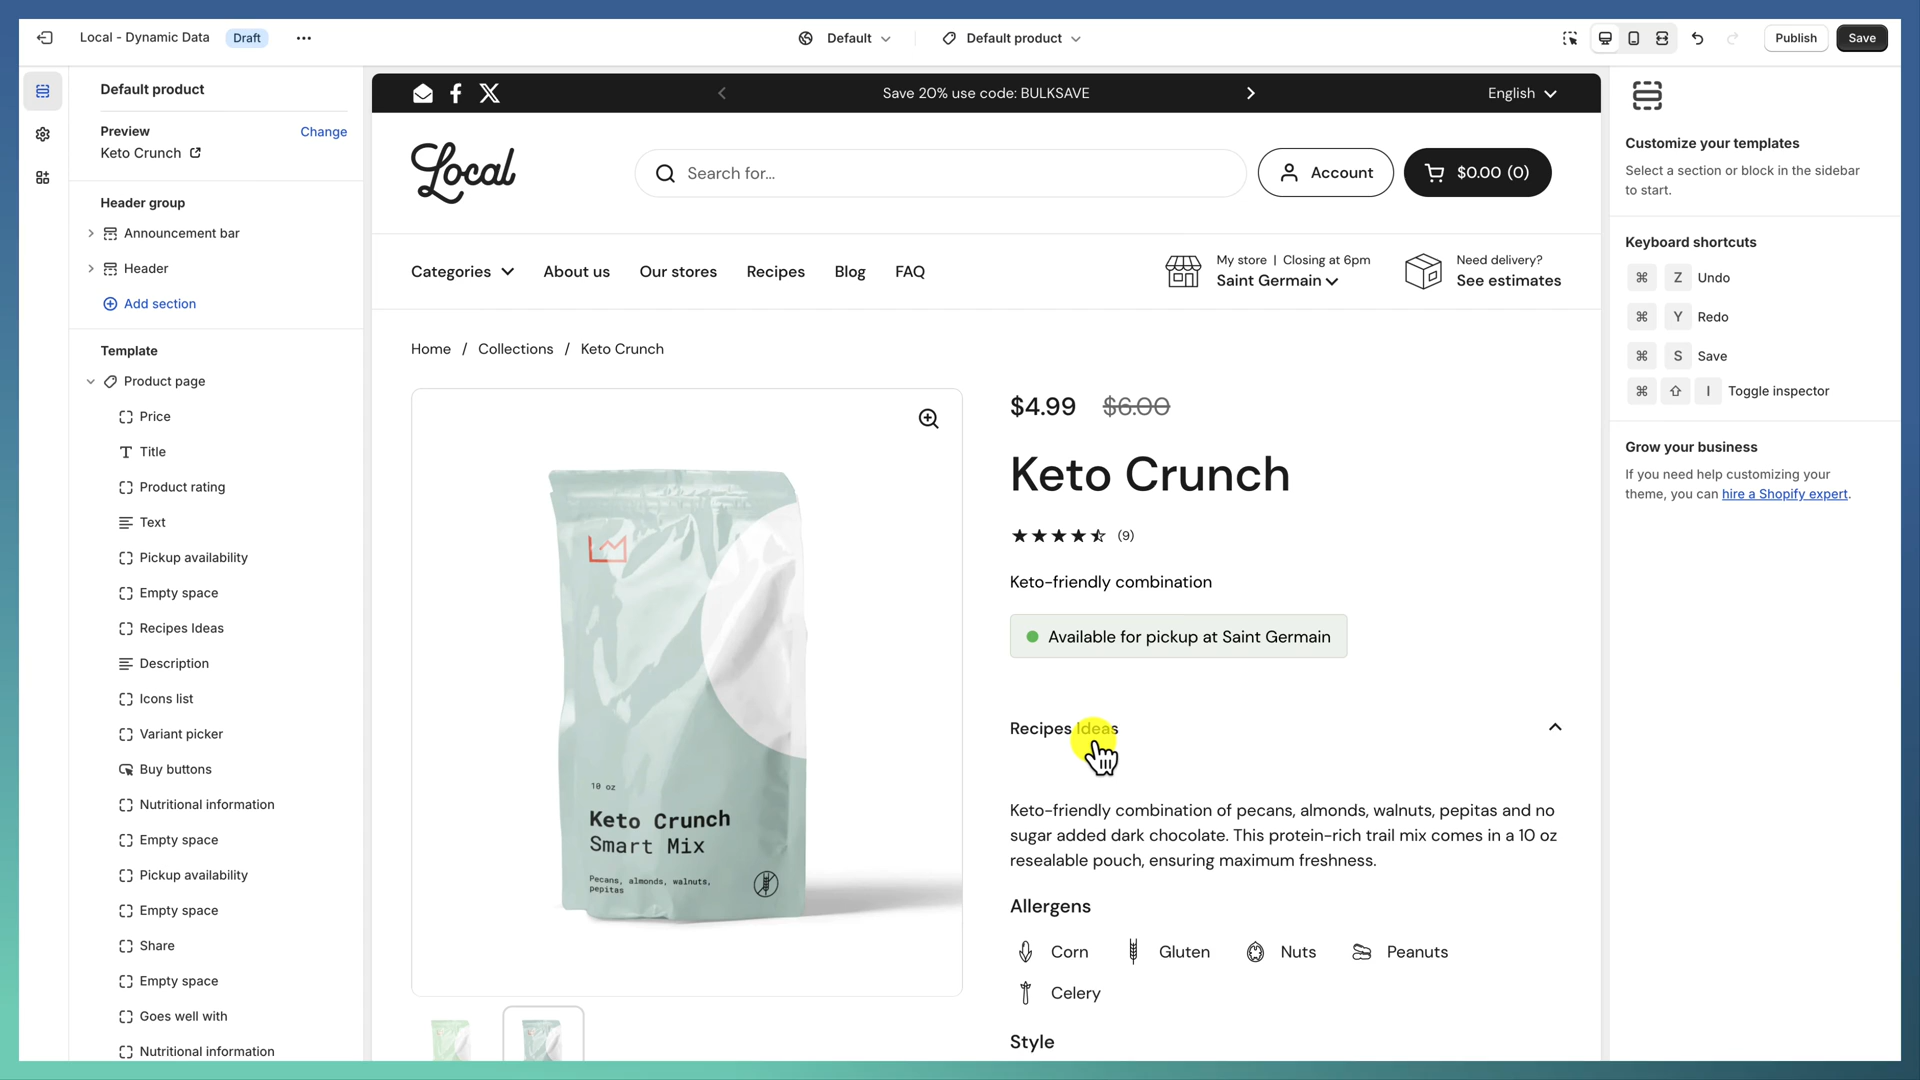 Local - Dynamic Data
Draft
Default
Default product
Publish
Save
Default product
Preview
Change
Keto Crunch
Header group
Announcement bar
Header
Add section
Template
Product page
Price
Title
Product rating
Text
Pickup availability
Empty space
Recipes Ideas
Description
Icons list
Variant picker
Buy buttons
Nutritional information
Empty space
Pickup availability
Empty space
Share
Empty space
Goes well with
Nutritional information
Save 20% use code: BULKSAVE
English
Local
Search for...
Account
$0.00 (0)
Categories
About us
Our stores
Recipes
Blog
FAQ
My store | Closing at 6pm
Saint Germain
Need delivery?
See estimates
Home / Collections / Keto Crunch
10 oz
Keto Crunch
Smart Mix
Pecans, almonds, walnuts,
pepitas
$4.99 $6.00
Keto Crunch
(9)
Keto-friendly combination
Available for pickup at Saint Germain
Recipes Ideas
Keto-friendly combination of pecans, almonds, walnuts, pepitas and no
sugar added dark chocolate. This protein-rich trail mix comes in a 10 oz
resealable pouch, ensuring maximum freshness.
Allergens
Corn
Gluten
Nuts
Peanuts
Celery
Style
Customize your templates
Select a section or block in the sidebar
to start.
Keyboard shortcuts
⌘ Z Undo
⌘ Y Redo
⌘ S Save
⌘ ⇧ I Toggle inspector
Grow your business
If you need help customizing your
theme, you can hire a Shopify expert.